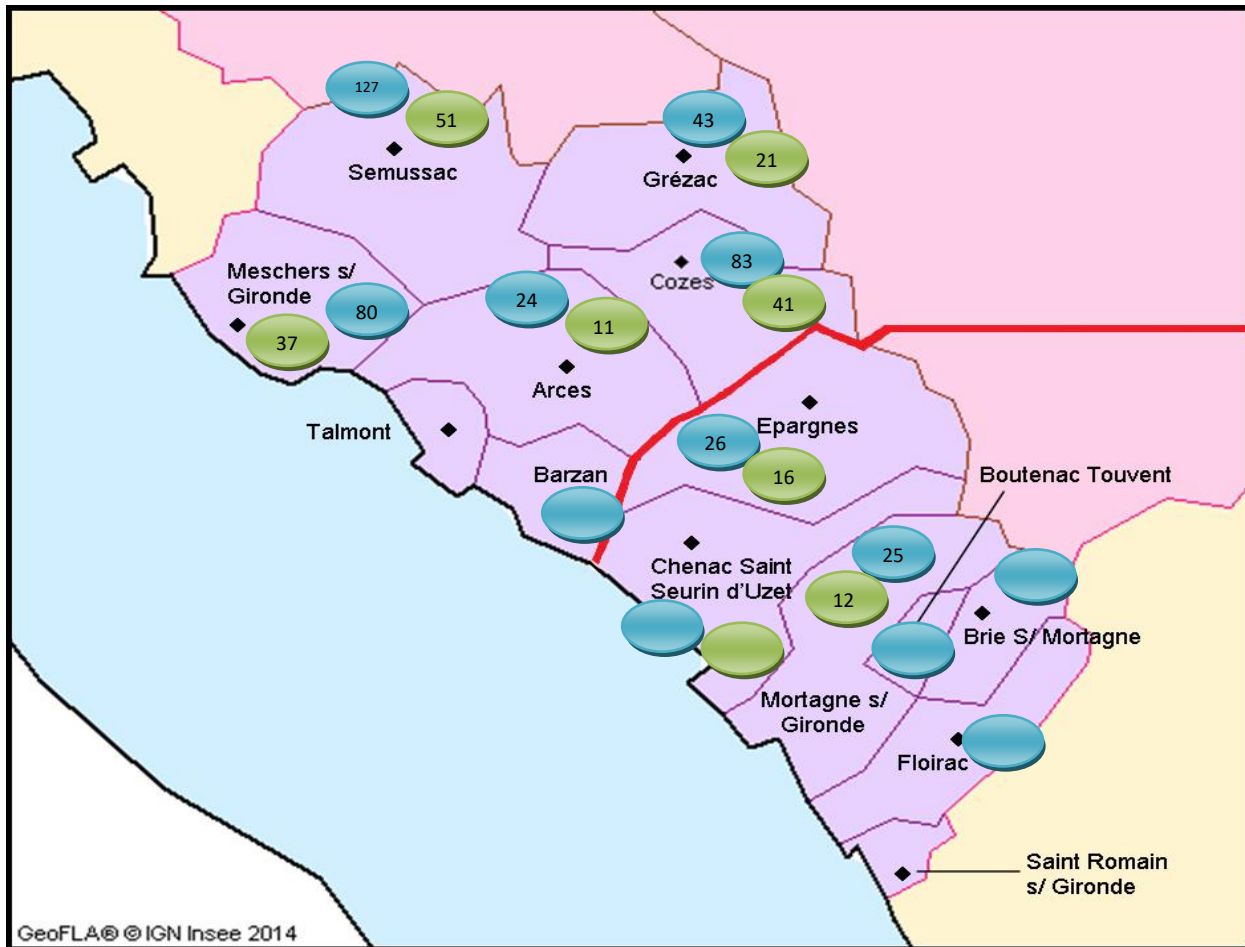 127
51
Semussac
43
21
Grézac
Meschers s/
Gironde
80
37
24
11
Arces
83
Cozes
41
Talmont
Epargnes
26
16
Barzan
Boutenac Touvent
Chenac Saint
Seurin d'Uzet
25
12
Brie S/ Mortagne
Mortagne s/
Gironde
Floirac
Saint Romain
s/ Gironde
GeoFLA® © IGN Insee 2014